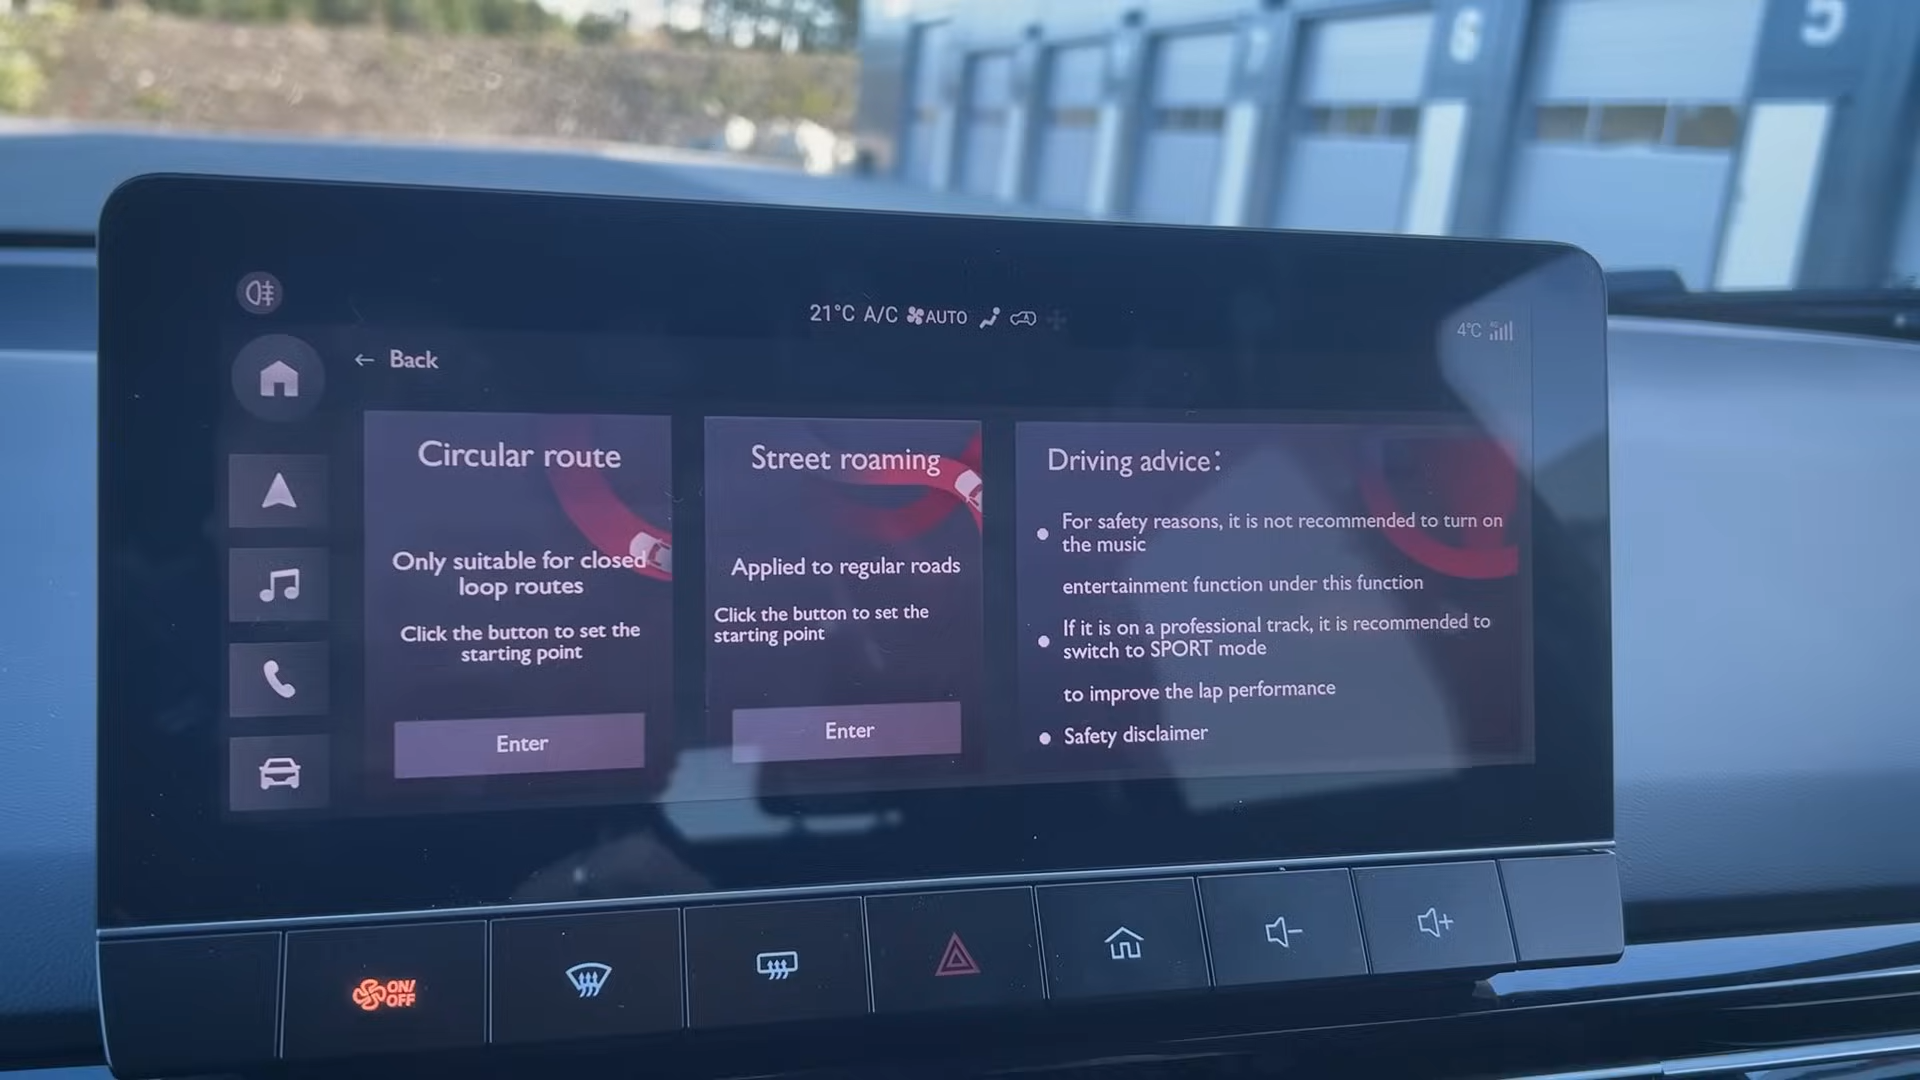 6
5
21°C A/C AUTO
4°C
Back
Circular route
Only suitable for closed
loop routes
Click the button to set the
starting point
Enter
Street roaming
Applied to regular roads
Click the button to set the
starting point
Enter
Driving advice:
For safety reasons, it is not recommended to turn on
the music
entertainment function under this function
If it is on a professional track, it is recommended to
switch to SPORT mode
to improve the lap performance
Safety disclaimer
ON/
OFF